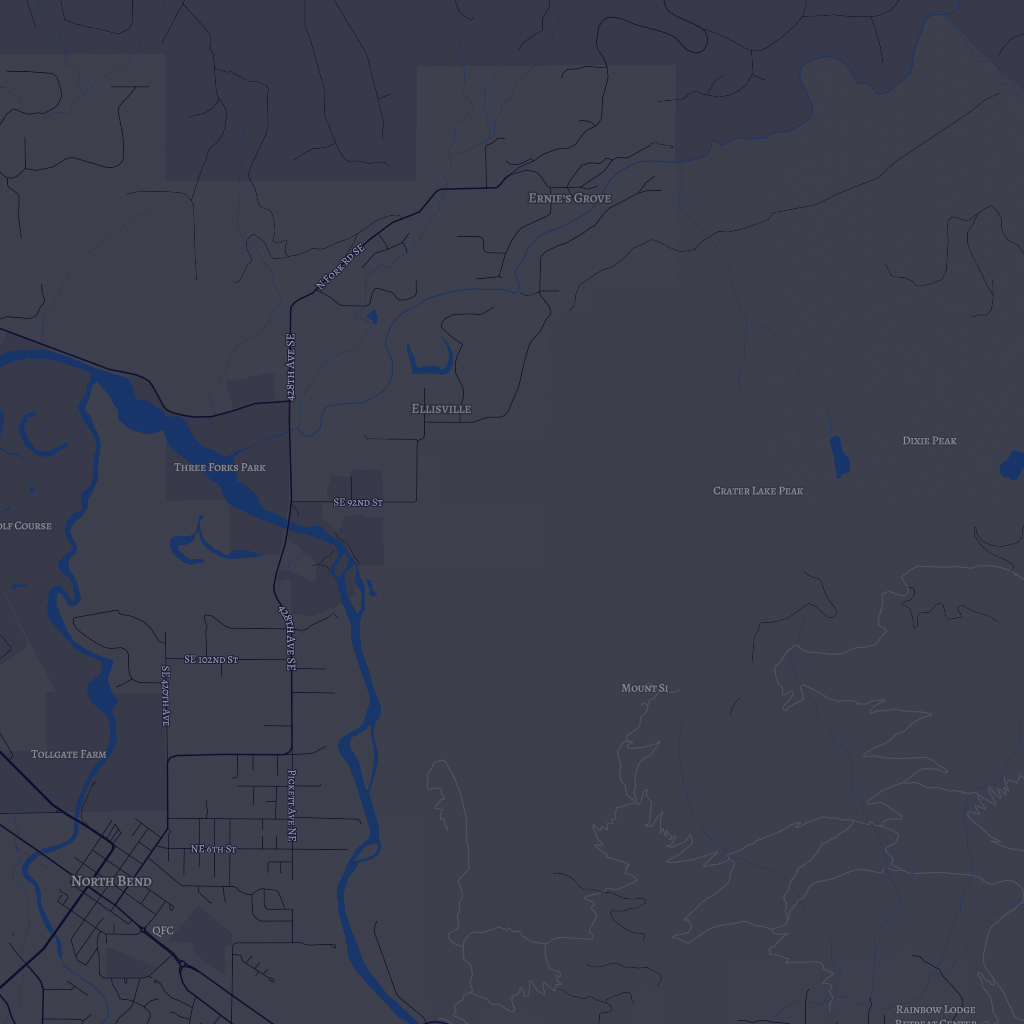 Ernie's Grove
N Fork Rd SE
428th Ave SE
Ellisville
Dixie Peak
Three Forks Park
Crater Lake Peak
SE 92nd St
olf Course
428th Ave SE
SE 102nd St
SE 420th Ave
Mount Si
Tollgate Farm
Pickett Ave NE
NE 6th St
North Bend
QFC
Rainbow Lodge
Retreat Center